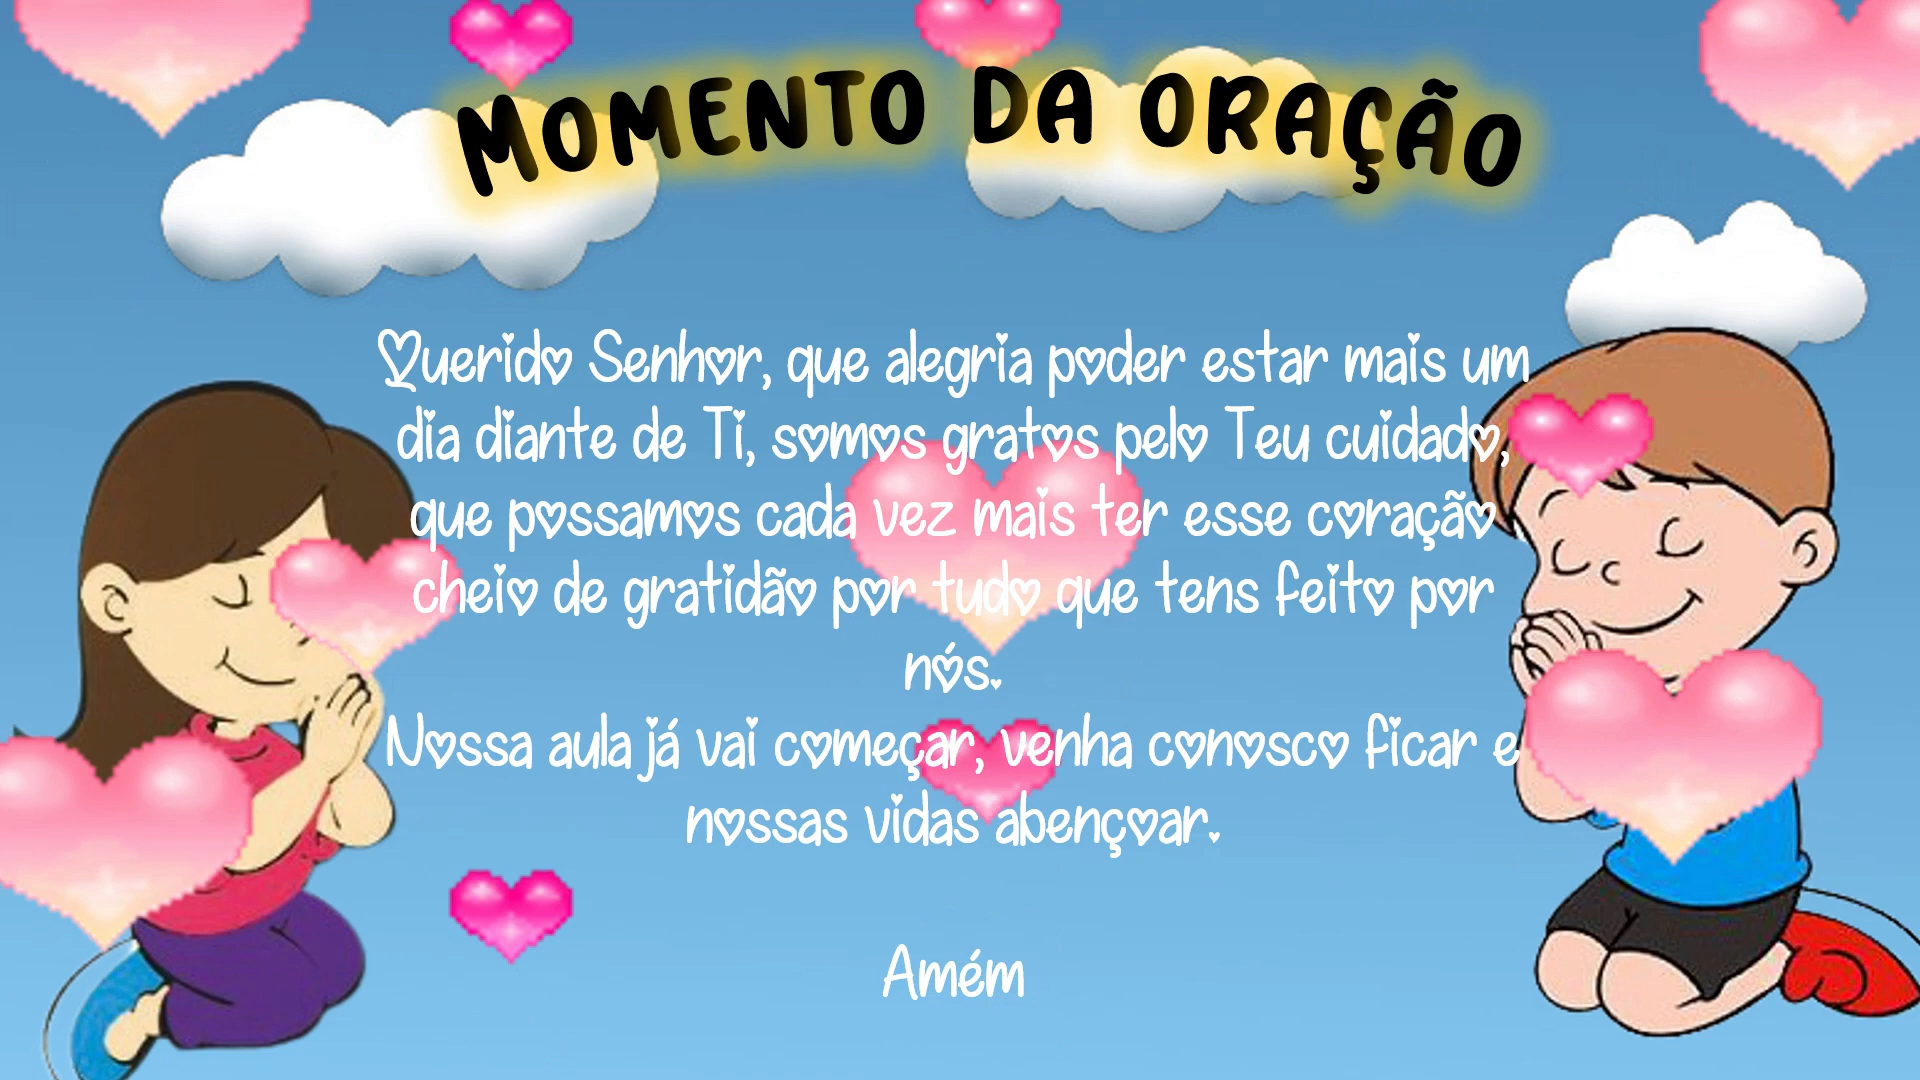 MOMENTO DA ORAÇÃO
Querido Senhor, que alegria poder estar mais um
dia diante de Ti, somos gratos pelo Teu cuidado,
que possamos cada vez mais ter esse coração
cheio de gratidão por tudo que tens feito por
nós.
Nossa aula já vai começar, venha conosco ficar e
nossas vidas abençoar.
Amém